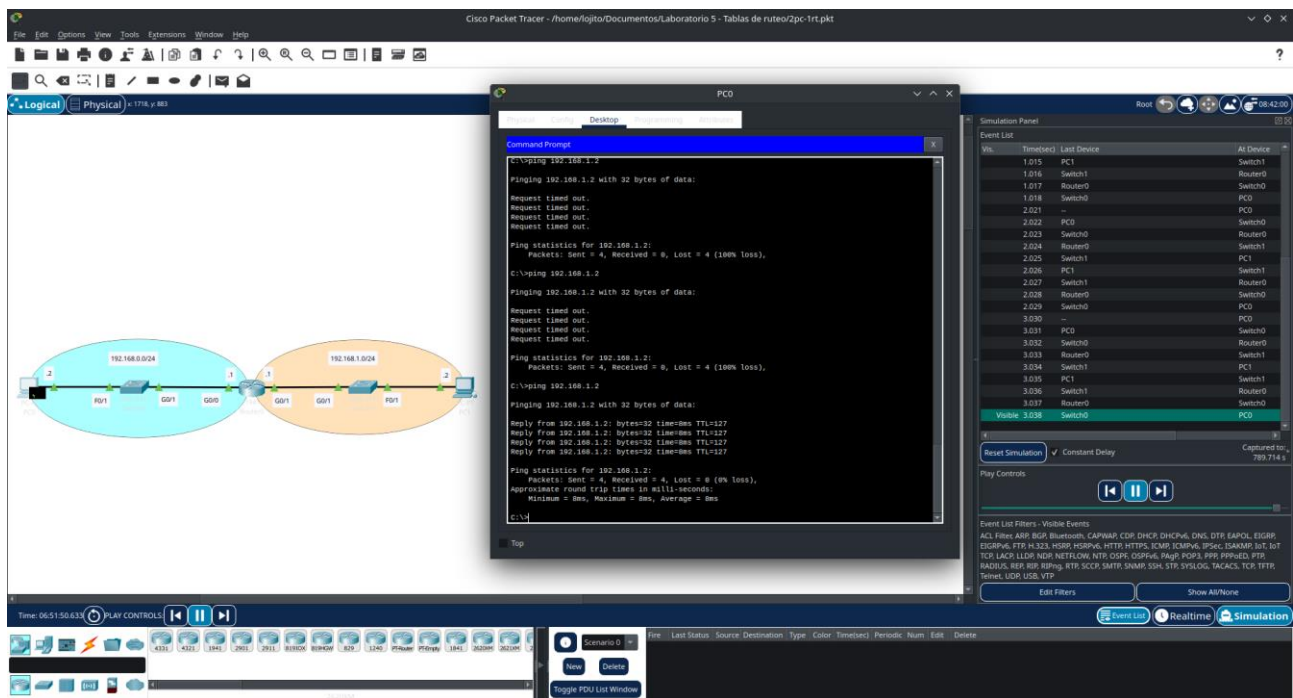 Cisco Packet Tracer - /home/lojito/Documentos/Laboratorio 5 - Tablas de ruteo/2pc-1rt.pkt
File Edit Options View Tools Extensions Window Help
?
Logical Physical x: 1718, y: 883
Root 08:42:00
PC0
Physical Config Desktop Programming Attributes
Command Prompt X
C:\>ping 192.168.1.2
Pinging 192.168.1.2 with 32 bytes of data:
Request timed out.
Request timed out.
Request timed out.
Request timed out.
Ping statistics for 192.168.1.2:
Packets: Sent = 4, Received = 0, Lost = 4 (100% loss),
C:\>ping 192.168.1.2
Pinging 192.168.1.2 with 32 bytes of data:
Request timed out.
Request timed out.
Request timed out.
Request timed out.
Ping statistics for 192.168.1.2:
Packets: Sent = 4, Received = 0, Lost = 4 (100% loss),
C:\>ping 192.168.1.2
Pinging 192.168.1.2 with 32 bytes of data:
Reply from 192.168.1.2: bytes=32 time=8ms TTL=127
Reply from 192.168.1.2: bytes=32 time=8ms TTL=127
Reply from 192.168.1.2: bytes=32 time=8ms TTL=127
Reply from 192.168.1.2: bytes=32 time=8ms TTL=127
Ping statistics for 192.168.1.2:
Packets: Sent = 4, Received = 4, Lost = 0 (0% loss),
Approximate round trip times in milli-seconds:
Minimum = 8ms, Maximum = 8ms, Average = 8ms
C:\>
Top
192.168.0.0/24 192.168.1.0/24
.2 .1 .1 .2
F0/1 G0/1 G0/0 G0/1 G0/1 F0/1
Simulation Panel
Event List
Vis. Time(sec) Last Device At Device
1.015 PC1 Switch1
1.016 Switch1 Router0
1.017 Router0 Switch0
1.018 Switch0 PC0
2.021 -- PC0
2.022 PC0 Switch0
2.023 Switch0 Router0
2.024 Router0 Switch1
2.025 Switch1 PC1
2.026 PC1 Switch1
2.027 Switch1 Router0
2.028 Router0 Switch0
2.029 Switch0 PC0
3.030 -- PC0
3.031 PC0 Switch0
3.032 Switch0 Router0
3.033 Router0 Switch1
3.034 Switch1 PC1
3.035 PC1 Switch1
3.036 Switch1 Router0
3.037 Router0 Switch0
Visible 3.038 Switch0 PC0
Reset Simulation Constant Delay Captured to:
789.714 s
Play Controls
Event List Filters - Visible Events
ACL Filter, ARP, BGP, Bluetooth, CAPWAP, CDP, DHCP, DHCPv6, DNS, DTP, EAPOL, EIGRP,
EIGRPv6, FTP, H.323, HSRP, HSRPv6, HTTP, HTTPS, ICMP, ICMPv6, IPSec, ISAKMP, IoT, IoT
TCP, LACP, LLDP, NDP, NETFLOW, NTP, OSPF, OSPFv6, PAgP, POP3, PPP, PPPoED, PTP,
RADIUS, REP, RIP, RIPng, RTP, SCCP, SMTP, SNMP, SSH, STP, SYSLOG, TACACS, TCP, TFTP,
Telnet, UDP, USB, VTP
Edit Filters Show All/None
Time: 06:51:50.633 PLAY CONTROLS: Event List Realtime Simulation
4331 4321 1941 2901 2911 819IOX 819HGW 829 1240 PT-Router PT-Empty 1841 2620XM 2621XM
Scenario 0
New Delete
Toggle PDU List Window
Fire Last Status Source Destination Type Color Time(sec) Periodic Num Edit Delete